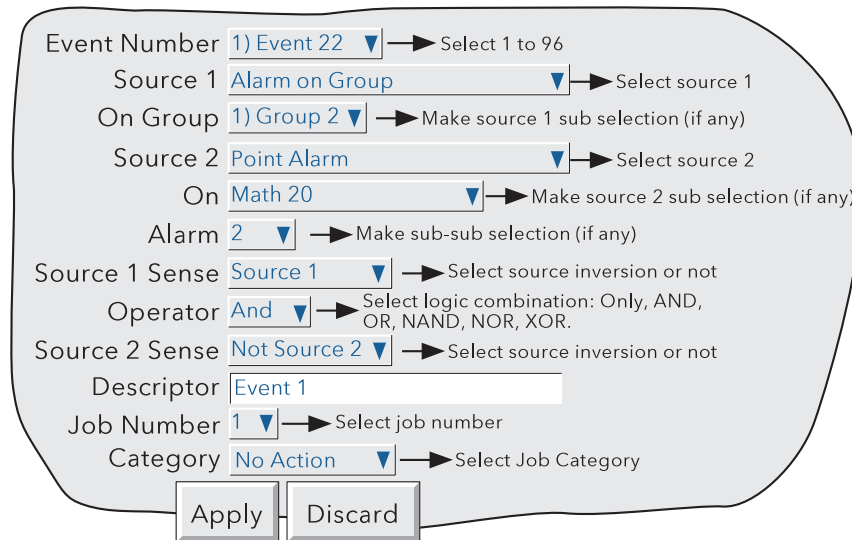 Event Number 1) Event 22 Select 1 to 96
Source 1 Alarm on Group Select source 1
On Group 1) Group 2 Make source 1 sub selection (if any)
Source 2 Point Alarm Select source 2
On Math 20 Make source 2 sub selection (if any)
Alarm 2 Make sub-sub selection (if any)
Source 1 Sense Source 1 Select source inversion or not
Operator And Select logic combination: Only, AND,
OR, NAND, NOR, XOR.
Source 2 Sense Not Source 2 Select source inversion or not
Descriptor Event 1
Job Number 1 Select job number
Category No Action Select Job Category
Apply Discard